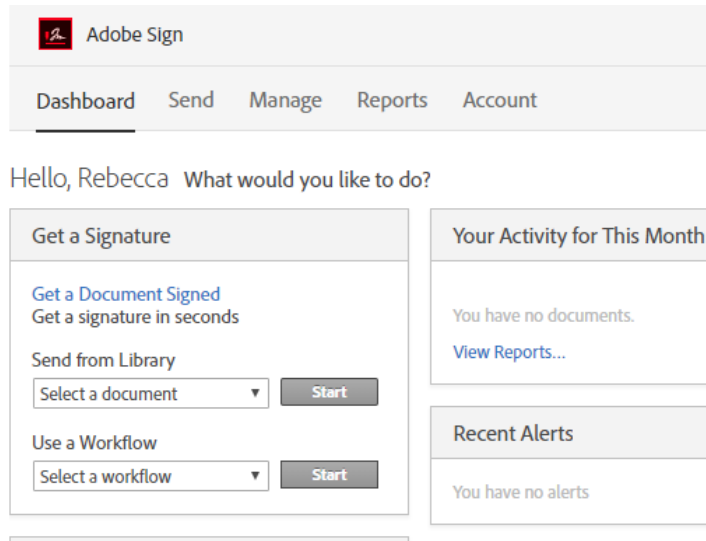 Adobe Sign
Dashboard Send Manage Reports Account
Hello, Rebecca What would you like to do?
Get a Signature
Get a Document Signed
Get a signature in seconds
Send from Library
Select a document Start
Use a Workflow
Select a workflow Start
Your Activity for This Month
You have no documents.
View Reports...
Recent Alerts
You have no alerts